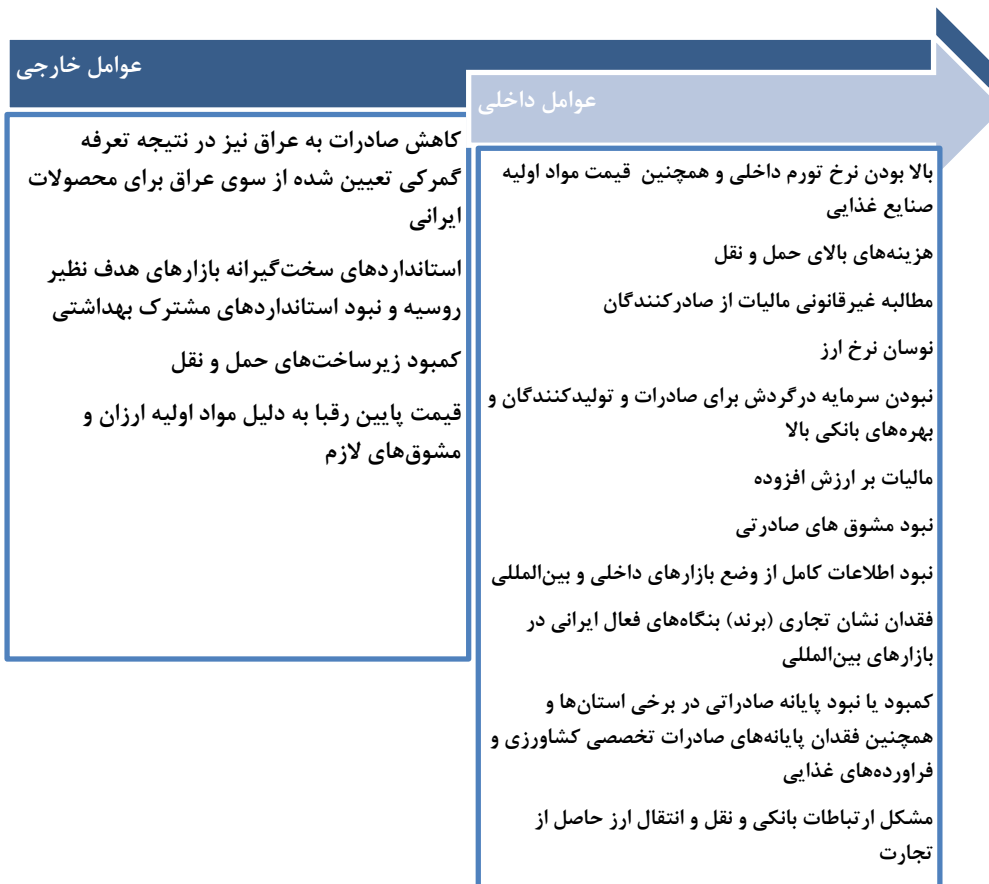 عوامل خارجی
کاهش صادرات به عراق نیز در نتیجه تعرفه
گمرکی تعیین شده از سوی عراق برای محصولات
ایرانی
استانداردهای سخت‌گیرانه بازارهای هدف نظیر
روسیه و نبود استانداردهای مشترک بهداشتی
کمبود زیرساخت‌های حمل و نقل
قیمت پایین رقبا به دلیل مواد اولیه ارزان و
مشوق‌های لازم
عوامل داخلی
بالا بودن نرخ تورم داخلی و همچنین قیمت مواد اولیه
صنایع غذایی
هزینه‌های بالای حمل و نقل
مطالبه غیرقانونی مالیات از صادرکنندگان
نوسان نرخ ارز
نبودن سرمایه درگردش برای صادرات و تولیدکنندگان و
بهره‌های بانکی بالا
مالیات بر ارزش افزوده
نبود مشوق های صادرتی
نبود اطلاعات کامل از وضع بازارهای داخلی و بین‌المللی
فقدان نشان تجاری (برند) بنگاه‌های فعال ایرانی در
بازارهای بین‌المللی
کمبود یا نبود پایانه صادراتی در برخی استان‌ها و
همچنین فقدان پایانه‌های صادرات تخصصی کشاورزی و
فراورده‌های غذایی
مشکل ارتباطات بانکی و نقل و انتقال ارز حاصل از
تجارت